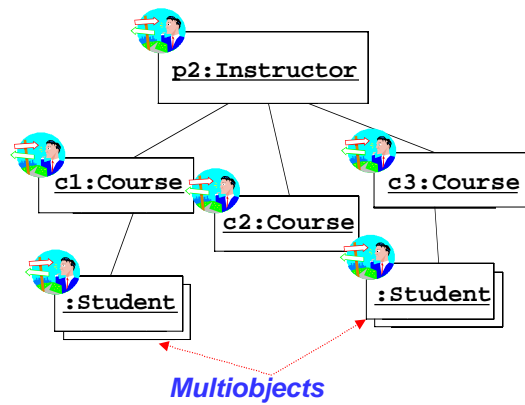 p2:Instructor
c1:Course
c2:Course
c3:Course
:Student
:Student
Multiobjects